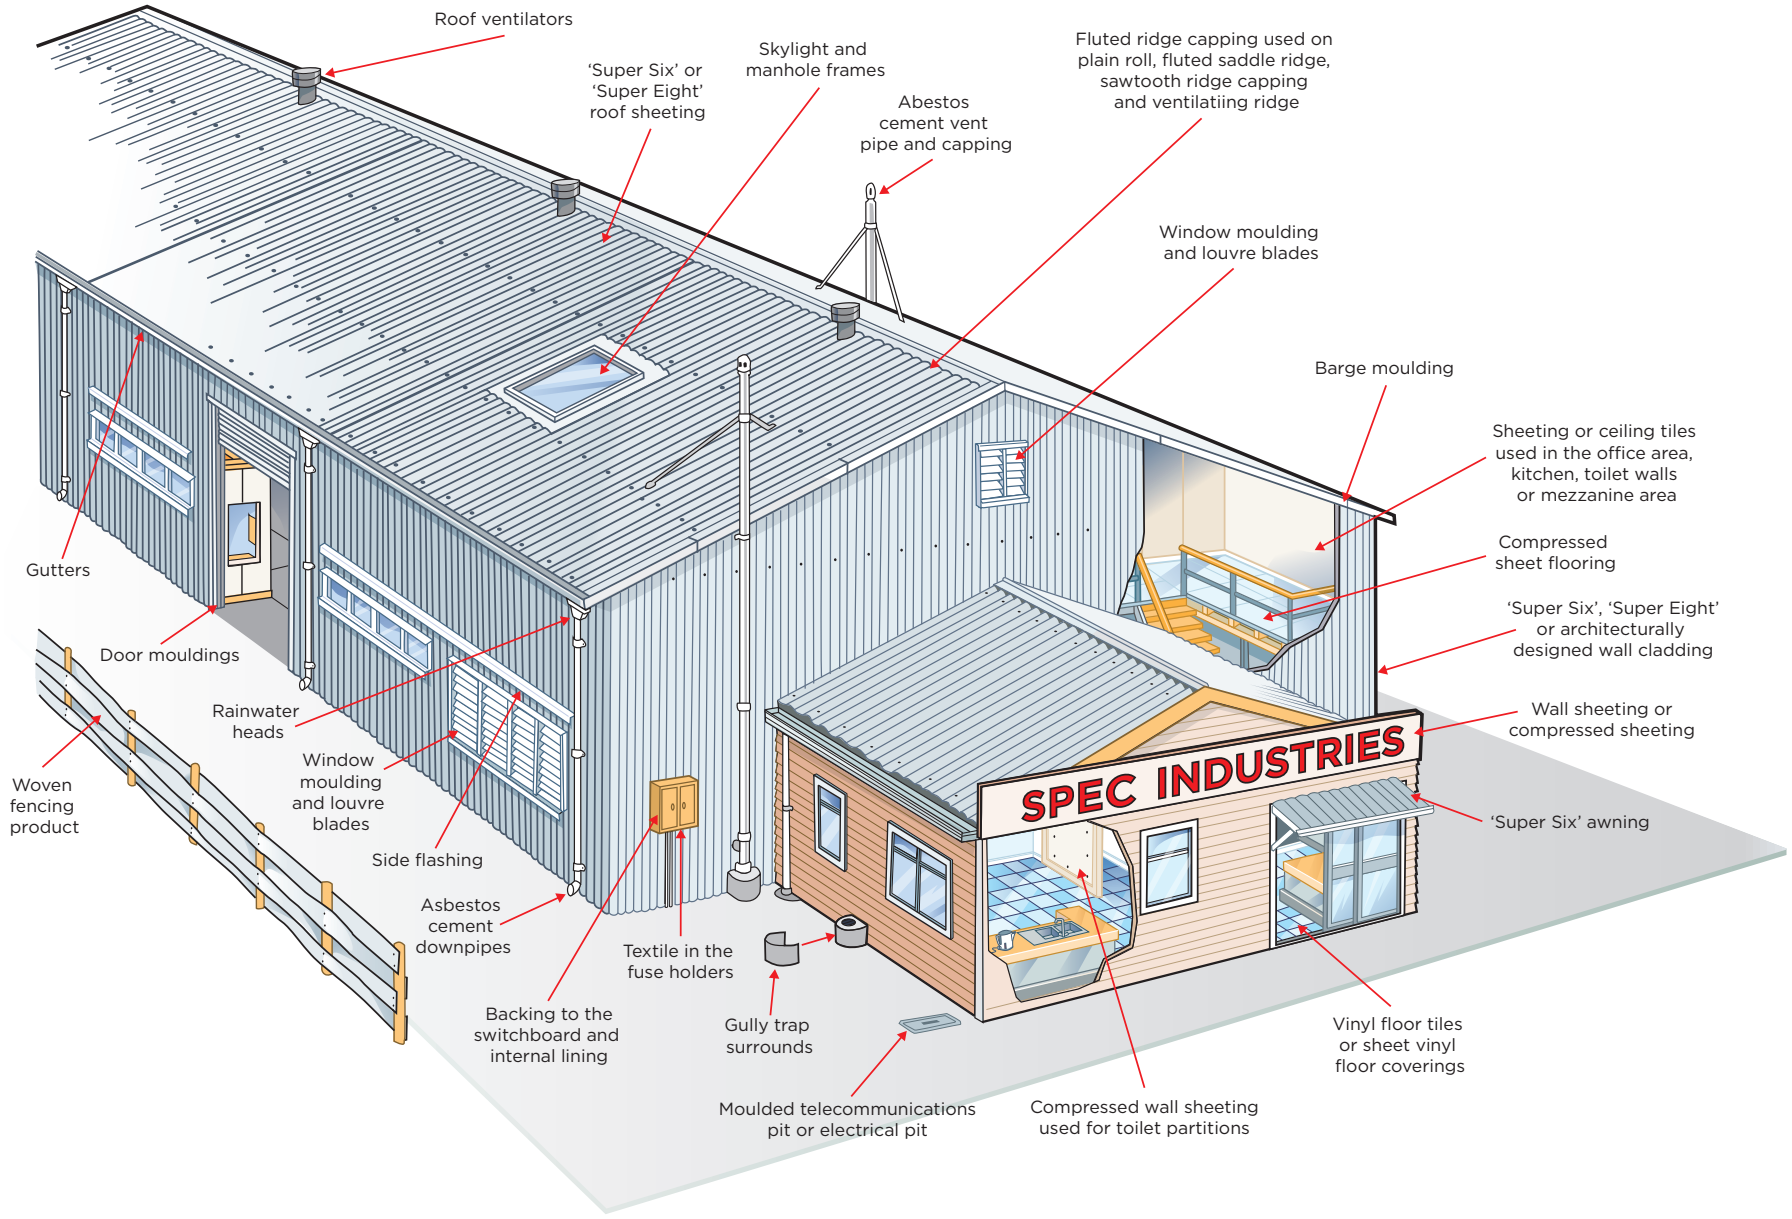 Roof ventilators
'Super Six' or
'Super Eight'
roof sheeting
Skylight and
manhole frames
Abestos
cement vent
pipe and capping
Fluted ridge capping used on
plain roll, fluted saddle ridge,
sawtooth ridge capping
and ventilatiing ridge
Window moulding
and louvre blades
Barge moulding
Sheeting or ceiling tiles
used in the office area,
kitchen, toilet walls
or mezzanine area
Compressed
sheet flooring
'Super Six', 'Super Eight'
or architecturally
designed wall cladding
Wall sheeting or
compressed sheeting
'Super Six' awning
SPEC INDUSTRIES
Gutters
Door mouldings
Rainwater
heads
Woven
fencing
product
Window
moulding
and louvre
blades
Side flashing
Asbestos
cement
downpipes
Textile in the
fuse holders
Backing to the
switchboard and
internal lining
Gully trap
surrounds
Moulded telecommunications
pit or electrical pit
Compressed wall sheeting
used for toilet partitions
Vinyl floor tiles
or sheet vinyl
floor coverings